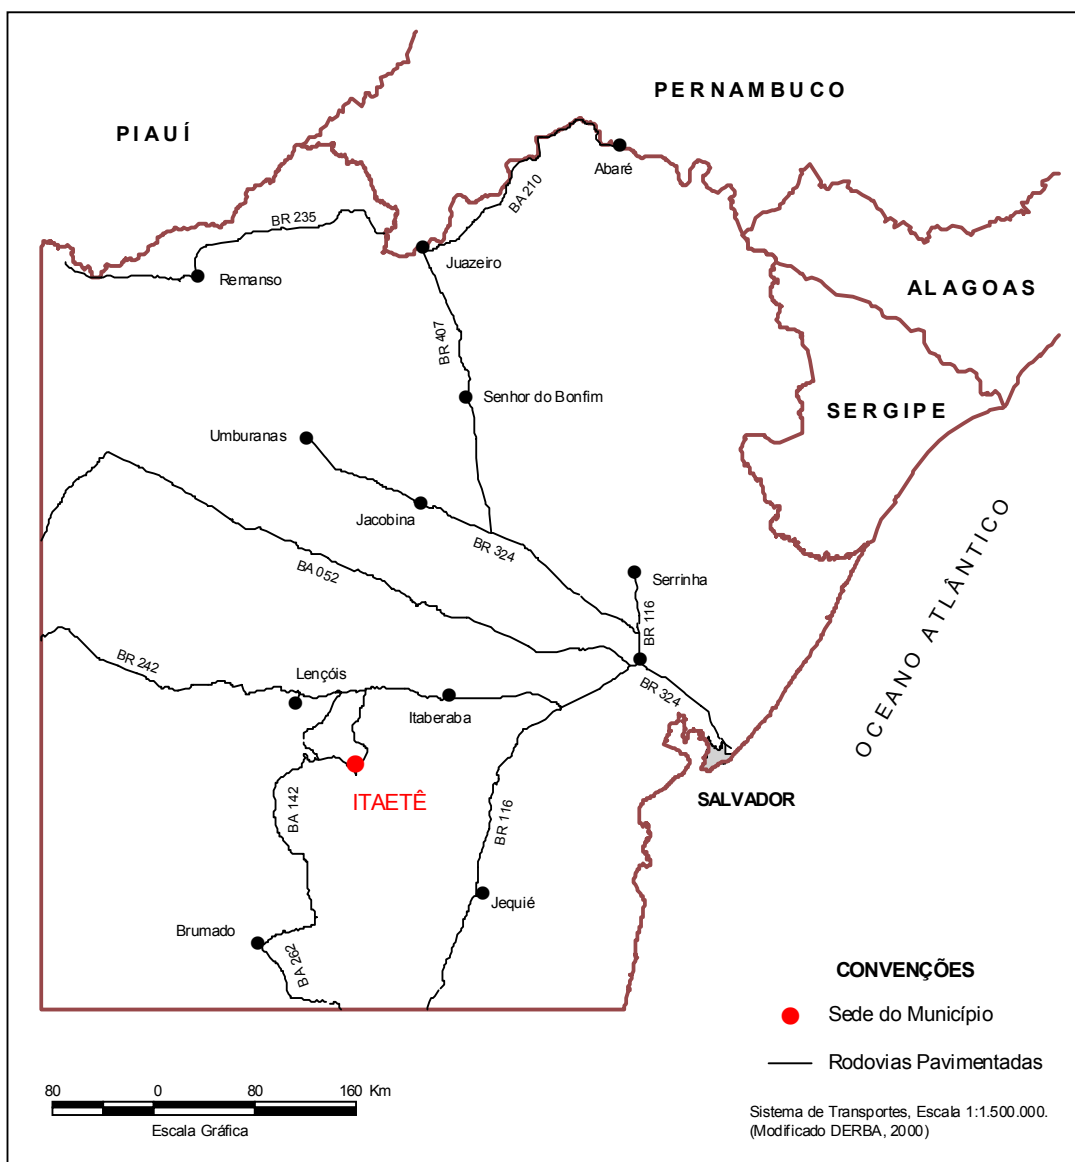 PERNAMBUCO
PIAUÍ
Abaré
BA 210
BR 235
Juazeiro
Remanso
ALAGOAS
BR 407
Senhor do Bonfim
SERGIPE
Umburanas
Jacobina
BR 324
OCEANO ATLÂNTICO
BA 052
Serrinha
BR 116
BR 242
Lençóis
BR 324
Itaberaba
SALVADOR
ITAETÊ
BA 142
BR 116
Jequié
Brumado
BA 262
CONVENÇÕES
Sede do Município
Rodovias Pavimentadas
80 0 80 160 Km
Escala Gráfica
Sistema de Transportes, Escala 1:1.500.000.
(Modificado DERBA, 2000)